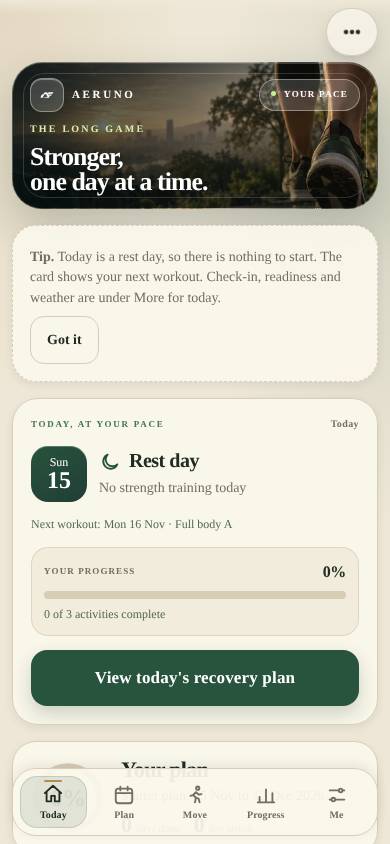 AERUNO
YOUR PACE
THE LONG GAME
Stronger,
one day at a time.
Tip. Today is a rest day, so there is nothing to start. The
card shows your next workout. Check-in, readiness and
weather are under More for today.
Got it
TODAY, AT YOUR PACE
Today
Sun
15
Rest day
No strength training today
Next workout: Mon 16 Nov · Full body A
YOUR PROGRESS
0%
0 of 3 activities complete
View today's recovery plan
Your plan
Today
Plan
Move
Progress
Me